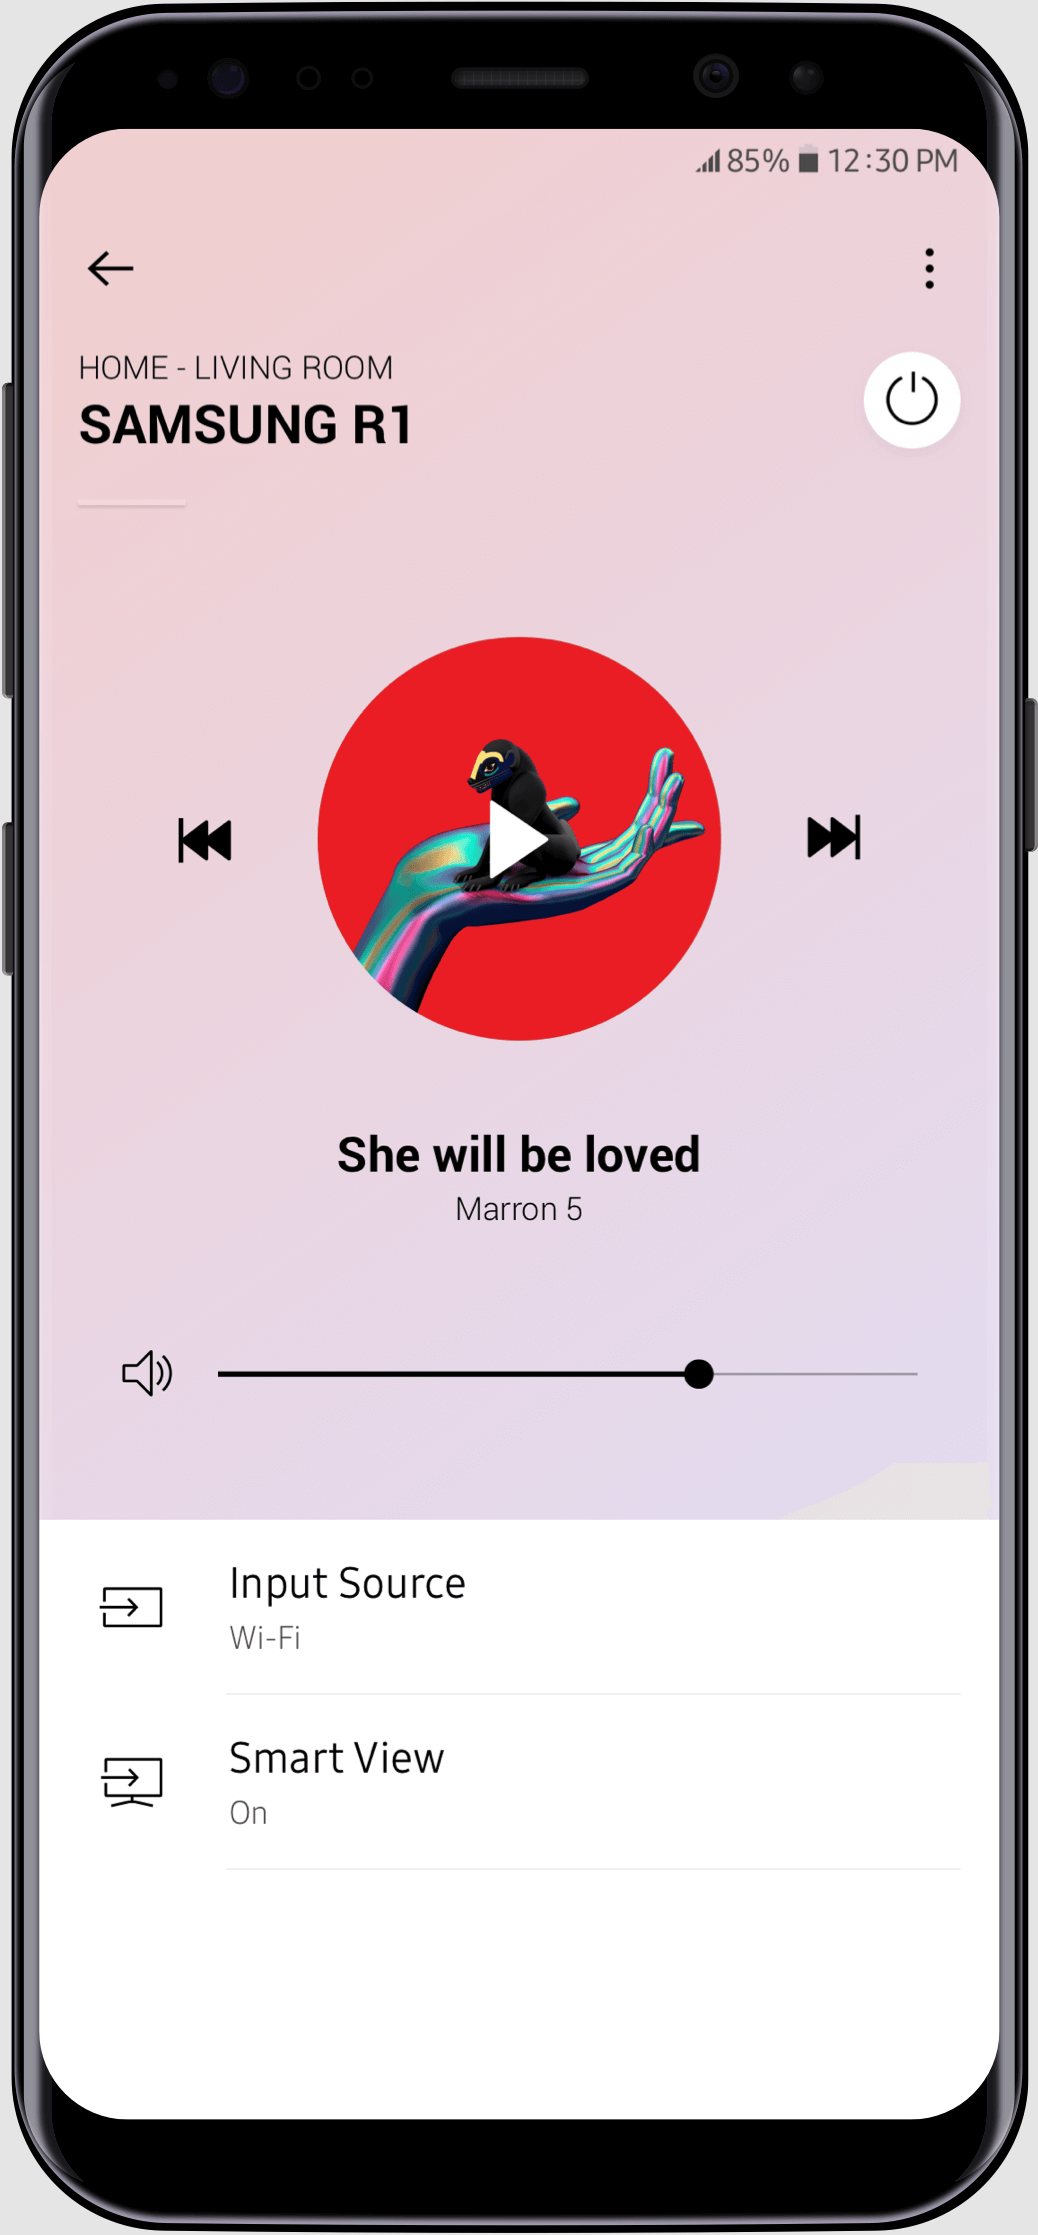 85% 12:30 PM
HOME - LIVING ROOM
SAMSUNG R1
She will be loved
Marron 5
Input Source
Wi-Fi
Smart View
On